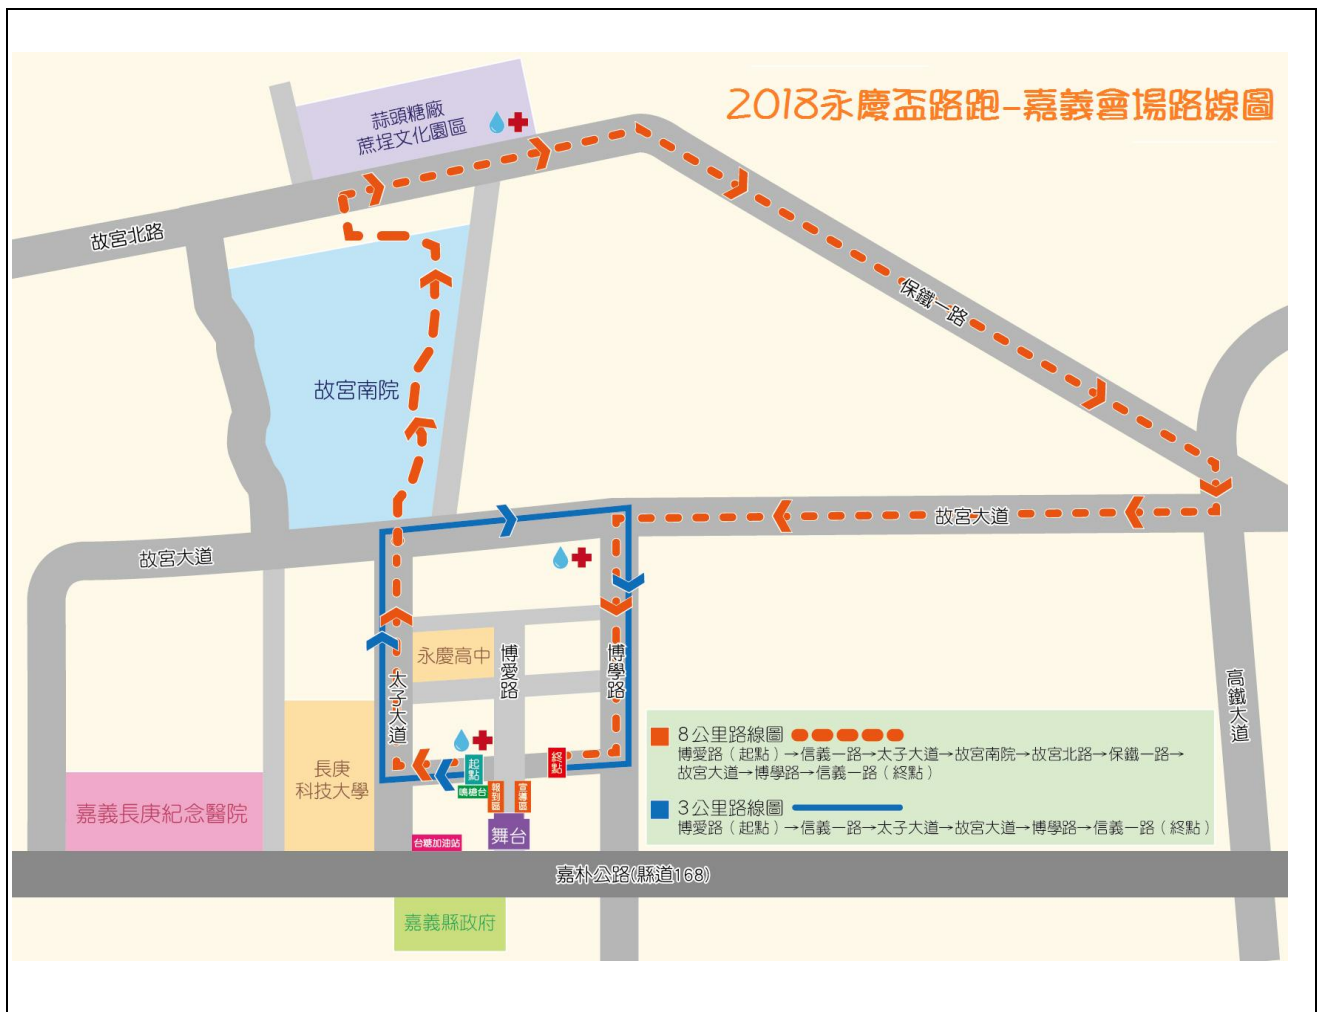 2018永慶盃路跑-嘉義會場路線圖
蒜頭糖廠
蔗埕文化園區
故宮北路
保鐵一路
故宮南院
故宮大道
故宮大道
永慶高中
博愛路
博學路
太子大道
高鐵大道
起點
終點
鳴槍台
報到區
宣導區
舞台
台糖加油站
長庚
科技大學
嘉義長庚紀念醫院
8公里路線圖
博愛路（起點）→信義一路→太子大道→故宮南院→故宮北路→保鐵一路→
故宮大道→博學路→信義一路（終點）
3公里路線圖
博愛路（起點）→信義一路→太子大道→故宮大道→博學路→信義一路（終點）
嘉朴公路(縣道168)
嘉義縣政府